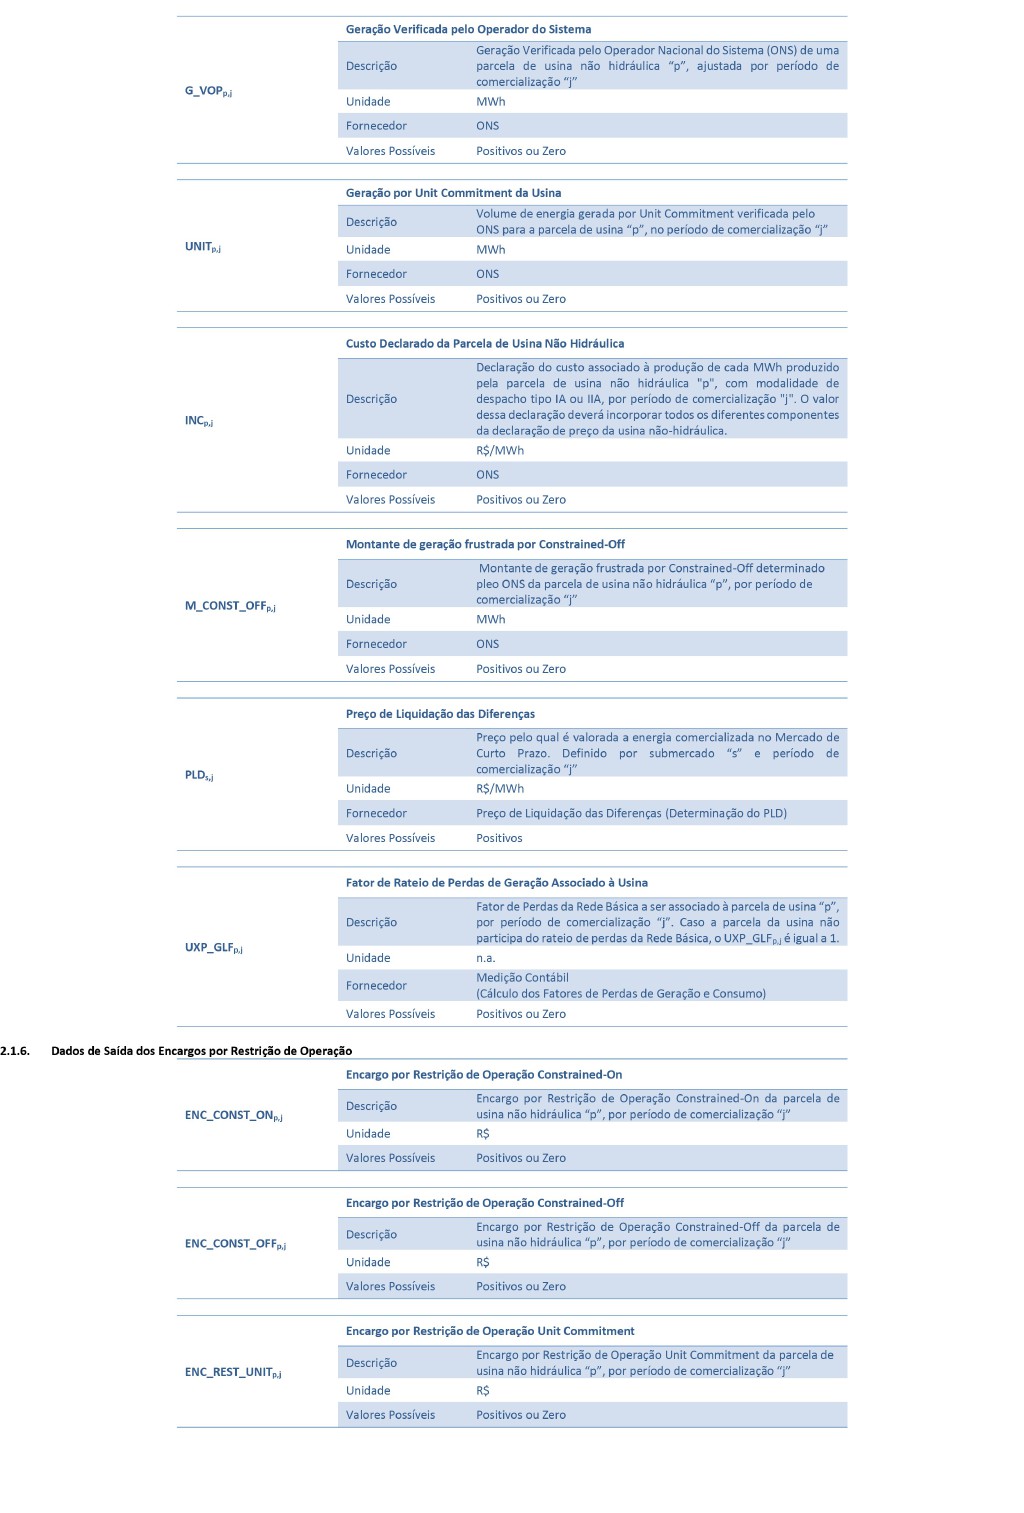 Geração Verificada pelo Operador do Sistema
G_VOPp,j
Descrição
Geração Verificada pelo Operador Nacional do Sistema (ONS) de uma
parcela de usina não hidráulica “p”, ajustada por período de
comercialização “j”
Unidade MWh
Fornecedor ONS
Valores Possíveis Positivos ou Zero
Geração por Unit Commitment da Usina
UNITp,j
Descrição
Volume de energia gerada por Unit Commitment verificada pelo
ONS para a parcela de usina “p”, no período de comercialização “j”
Unidade MWh
Fornecedor ONS
Valores Possíveis Positivos ou Zero
Custo Declarado da Parcela de Usina Não Hidráulica
INCp,j
Descrição
Declaração do custo associado à produção de cada MWh produzido
pela parcela de usina não hidráulica "p", com modalidade de
despacho tipo IA ou IIA, por período de comercialização "j". O valor
dessa declaração deverá incorporar todos os diferentes componentes
da declaração de preço da usina não-hidráulica.
Unidade R$/MWh
Fornecedor ONS
Valores Possíveis Positivos ou Zero
Montante de geração frustrada por Constrained-Off
M_CONST_OFFp,j
Descrição
Montante de geração frustrada por Constrained-Off determinado
pleo ONS da parcela de usina não hidráulica “p”, por período de
comercialização “j”
Unidade MWh
Fornecedor ONS
Valores Possíveis Positivos ou Zero
Preço de Liquidação das Diferenças
PLDs,j
Descrição
Preço pelo qual é valorada a energia comercializada no Mercado de
Curto Prazo. Definido por submercado “s” e período de
comercialização “j”
Unidade R$/MWh
Fornecedor Preço de Liquidação das Diferenças (Determinação do PLD)
Valores Possíveis Positivos
Fator de Rateio de Perdas de Geração Associado à Usina
UXP_GLFp,j
Descrição
Fator de Perdas da Rede Básica a ser associado à parcela de usina “p”,
por período de comercialização “j”. Caso a parcela da usina não
participa do rateio de perdas da Rede Básica, o UXP_GLFp,j é igual a 1.
Unidade n.a.
Fornecedor
Medição Contábil
(Cálculo dos Fatores de Perdas de Geração e Consumo)
Valores Possíveis Positivos ou Zero
2.1.6. Dados de Saída dos Encargos por Restrição de Operação
Encargo por Restrição de Operação Constrained-On
ENC_CONST_ONp,j
Descrição
Encargo por Restrição de Operação Constrained-On da parcela de
usina não hidráulica “p”, por período de comercialização “j”
Unidade R$
Valores Possíveis Positivos ou Zero
Encargo por Restrição de Operação Constrained-Off
ENC_CONST_OFFp,j
Descrição
Encargo por Restrição de Operação Constrained-Off da parcela de
usina não hidráulica “p”, por período de comercialização “j”
Unidade R$
Valores Possíveis Positivos ou Zero
Encargo por Restrição de Operação Unit Commitment
ENC_REST_UNITp,j
Descrição
Encargo por Restrição de Operação Unit Commitment da parcela de
usina não hidráulica “p”, por período de comercialização “j”
Unidade R$
Valores Possíveis Positivos ou Zero